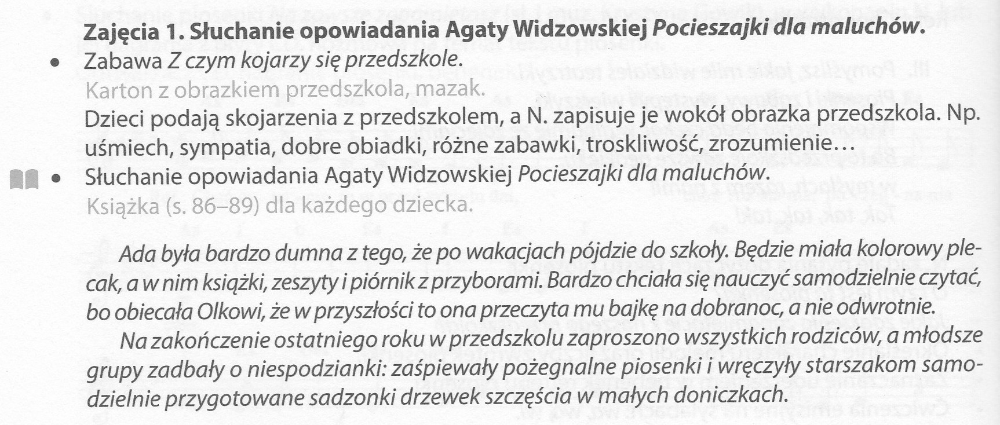 Zajęcia 1. Słuchanie opowiadania Agaty Widzowskiej Pocieszajki dla maluchów.
• Zabawa Z czym kojarzy się przedszkole.
Karton z obrazkiem przedszkola, mazak.
Dzieci podają skojarzenia z przedszkolem, a N. zapisuje je wokół obrazka przedszkola. Np.
uśmiech, sympatia, dobre obiadki, różne zabawki, troskliwość, zrozumienie…
• Słuchanie opowiadania Agaty Widzowskiej Pocieszajki dla maluchów.
Książka (s. 86–89) dla każdego dziecka.
Ada była bardzo dumna z tego, że po wakacjach pójdzie do szkoły. Będzie miała kolorowy ple-
cak, a w nim książki, zeszyty i piórnik z przyborami. Bardzo chciała się nauczyć samodzielnie czytać,
bo obiecała Olkowi, że w przyszłości to ona przeczyta mu bajkę na dobranoc, a nie odwrotnie.
Na zakończenie ostatniego roku w przedszkolu zaproszono wszystkich rodziców, a młodsze
grupy zadbały o niespodzianki: zaśpiewały pożegnalne piosenki i wręczyły starszakom samo-
dzielnie przygotowane sadzonki drzewek szczęścia w małych doniczkach.